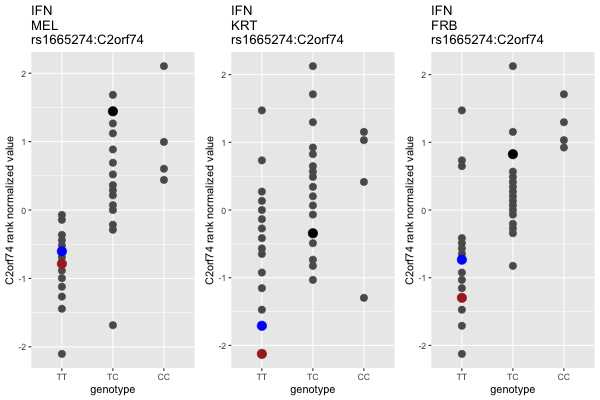 IFN
MEL
rs1665274:C2orf74
C2orf74 rank normalized value
2
1
0
-1
-2
TT
TC
CC
genotype
IFN
KRT
rs1665274:C2orf74
C2orf74 rank normalized value
2
1
0
-1
-2
TT
TC
CC
genotype
IFN
FRB
rs1665274:C2orf74
C2orf74 rank normalized value
2
1
0
-1
-2
TT
TC
CC
genotype